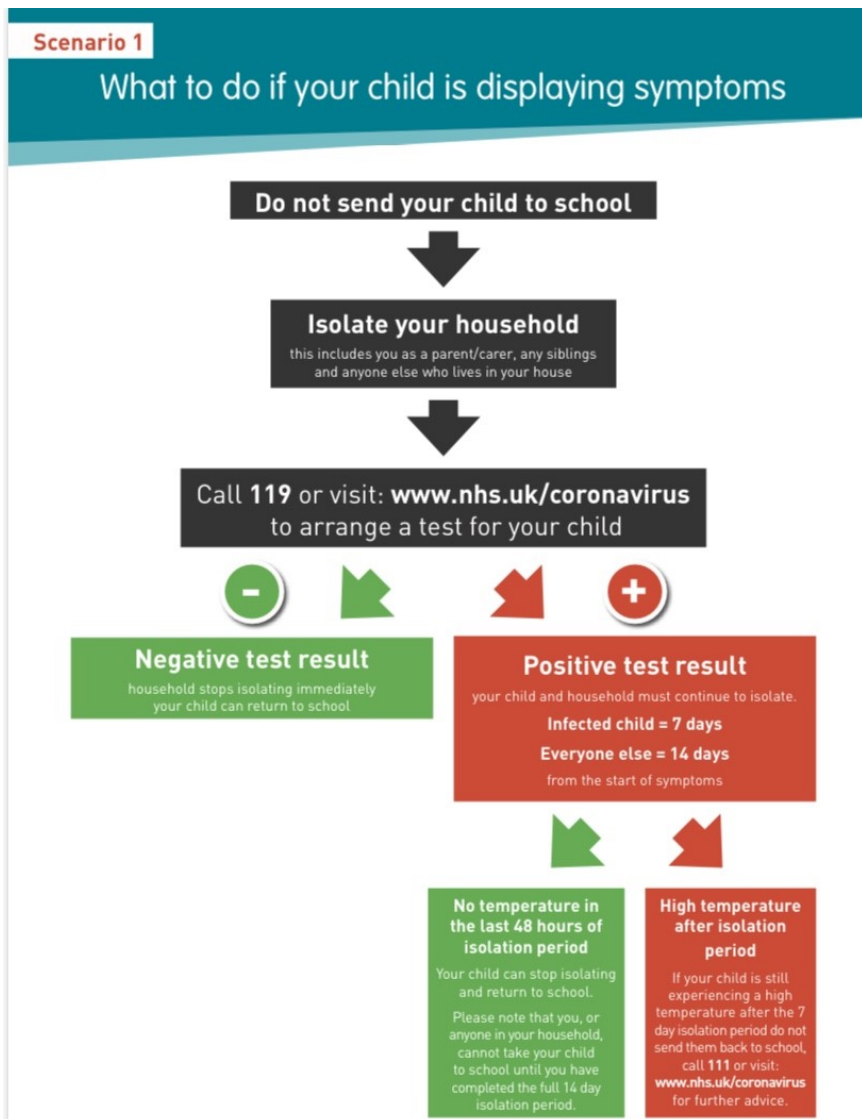 Scenario 1
What to do if your child is displaying symptoms
Do not send your child to school
Isolate your household
this includes you as a parent/carer, any siblings
and anyone else who lives in your house
Call 119 or visit: www.nhs.uk/coronavirus
to arrange a test for your child
-
+
Negative test result
household stops isolating immediately
your child can return to school
Positive test result
your child and household must continue to isolate.
Infected child = 7 days
Everyone else = 14 days
from the start of symptoms
No temperature in
the last 48 hours of
isolation period
Your child can stop isolating
and return to school.
Please note that you, or
anyone in your household,
cannot take your child
to school until you have
completed the full 14 day
isolation period.
High temperature
after isolation
period
If your child is still
experiencing a high
temperature after the 7
day isolation period do not
send them back to school,
call 111 or visit:
www.nhs.uk/coronavirus
for further advice.